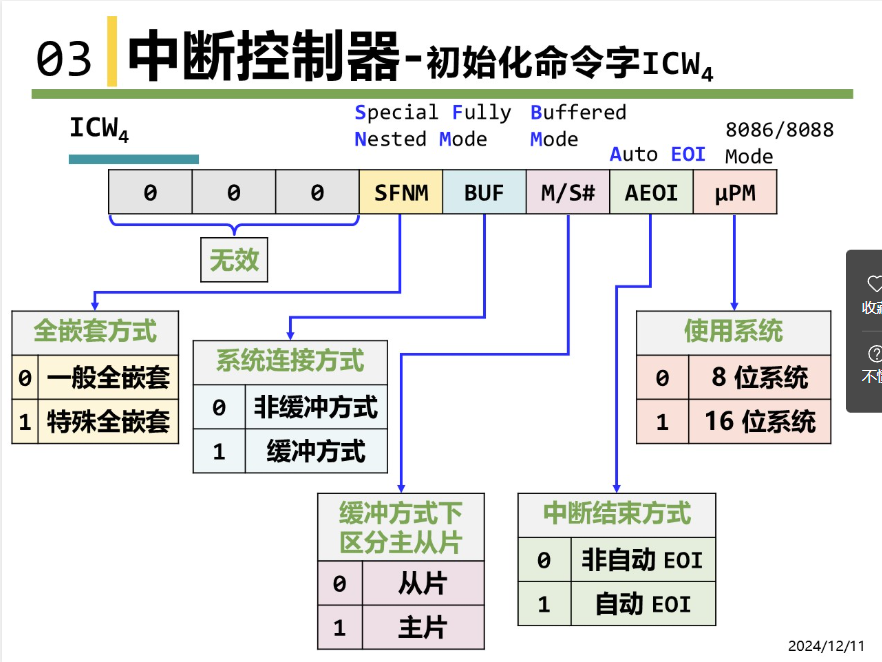 03 中断控制器-初始化命令字ICW4
ICW4
Special Fully
Nested Mode
Buffered
Mode
Auto EOI
8086/8088
Mode
0 0 0 SFNM BUF M/S# AEOI μPM
无效
全嵌套方式
0 一般全嵌套
1 特殊全嵌套
系统连接方式
0 非缓冲方式
1 缓冲方式
缓冲方式下
区分主从片
0 从片
1 主片
中断结束方式
0 非自动 EOI
1 自动 EOI
使用系统
0 8 位系统
1 16 位系统
2024/12/11